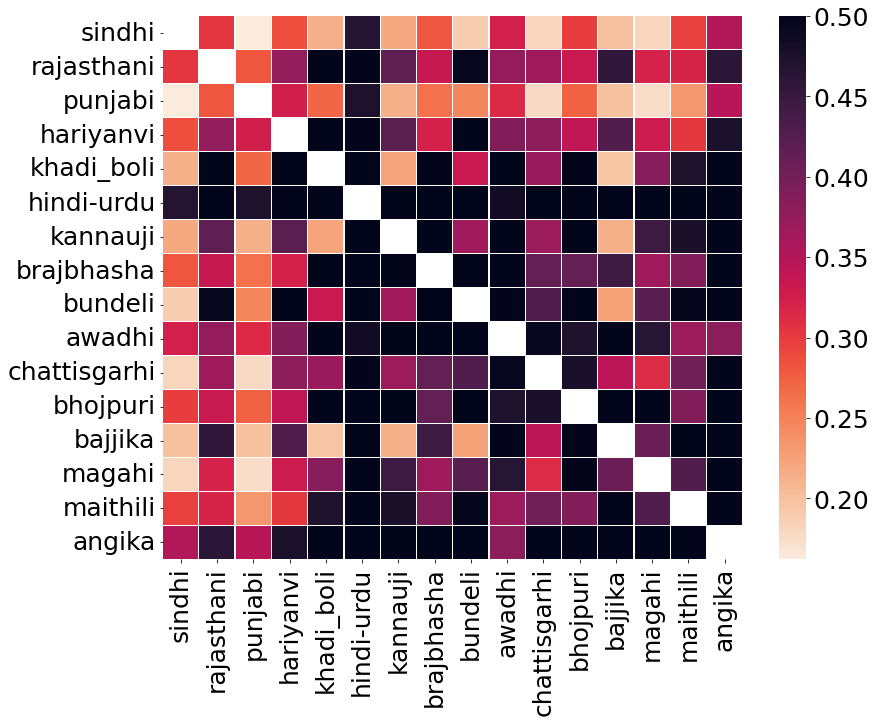 sindhi
rajasthani
punjabi
hariyanvi
khadi_boli
hindi-urdu
kannauji
brajbhasha
bundeli
awadhi
chattisgarhi
bhojpuri
bajjika
magahi
maithili
angika
sindhi
rajasthani
punjabi
hariyanvi
khadi_boli
hindi-urdu
kannauji
brajbhasha
bundeli
awadhi
chattisgarhi
bhojpuri
bajjika
magahi
maithili
angika
0.50
0.45
0.40
0.35
0.30
0.25
0.20